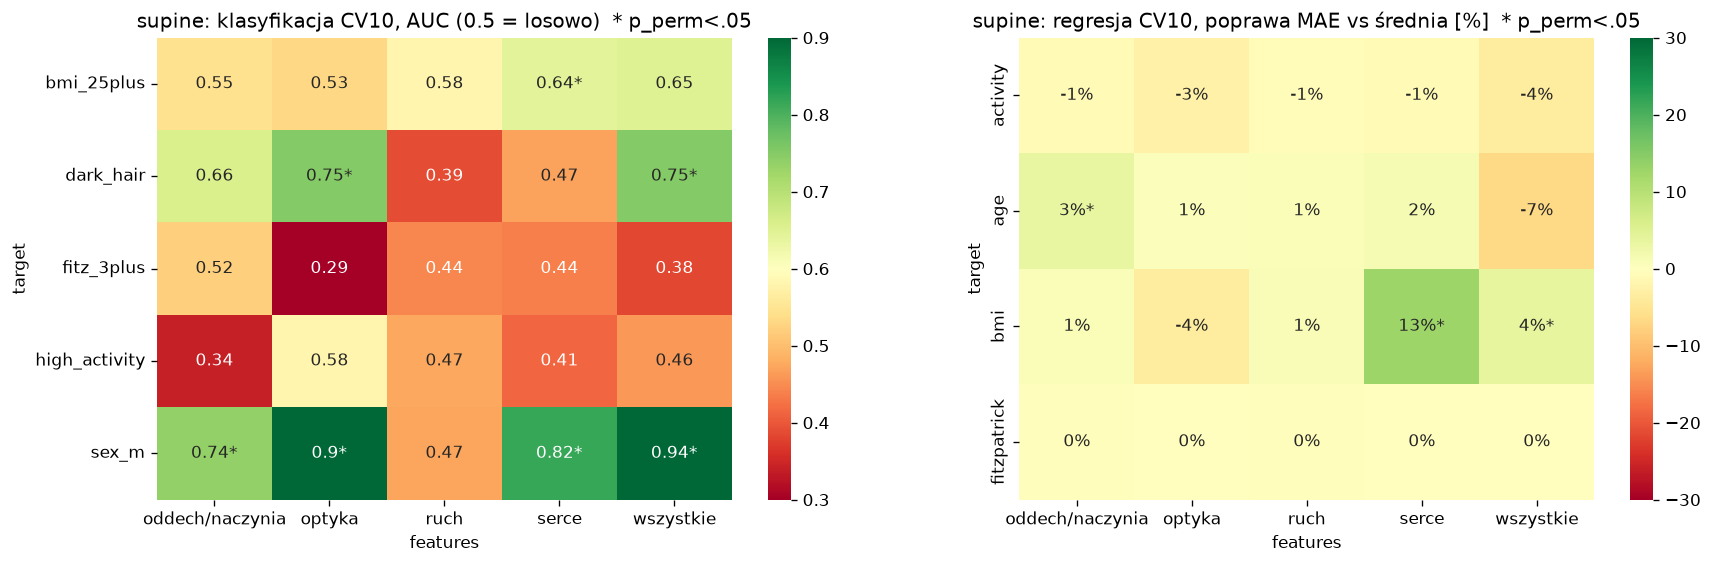 supine: klasyfikacja CV10, AUC (0.5 = losowo)  * p_perm<.05
bmi_25plus 0.55 0.53 0.58 0.64* 0.65
dark_hair 0.66 0.75* 0.39 0.47 0.75*
fitz_3plus 0.52 0.29 0.44 0.44 0.38
high_activity 0.34 0.58 0.47 0.41 0.46
sex_m 0.74* 0.9* 0.47 0.82* 0.94*
target
oddech/naczynia optyka ruch serce wszystkie
features
0.9
0.8
0.7
0.6
0.5
0.4
0.3
supine: regresja CV10, poprawa MAE vs średnia [%]  * p_perm<.05
activity -1% -3% -1% -1% -4%
age 3%* 1% 1% 2% -7%
bmi 1% -4% 1% 13%* 4%*
fitzpatrick 0% 0% 0% 0% 0%
target
oddech/naczynia optyka ruch serce wszystkie
features
30
20
10
0
−10
−20
−30